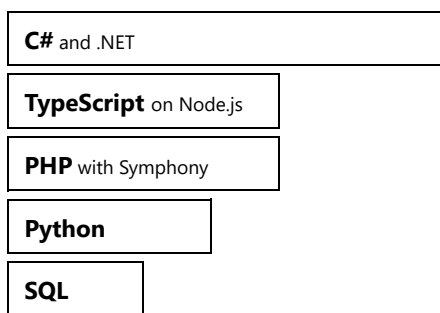 C# and .NET
TypeScript on Node.js
PHP with Symphony
Python
SQL